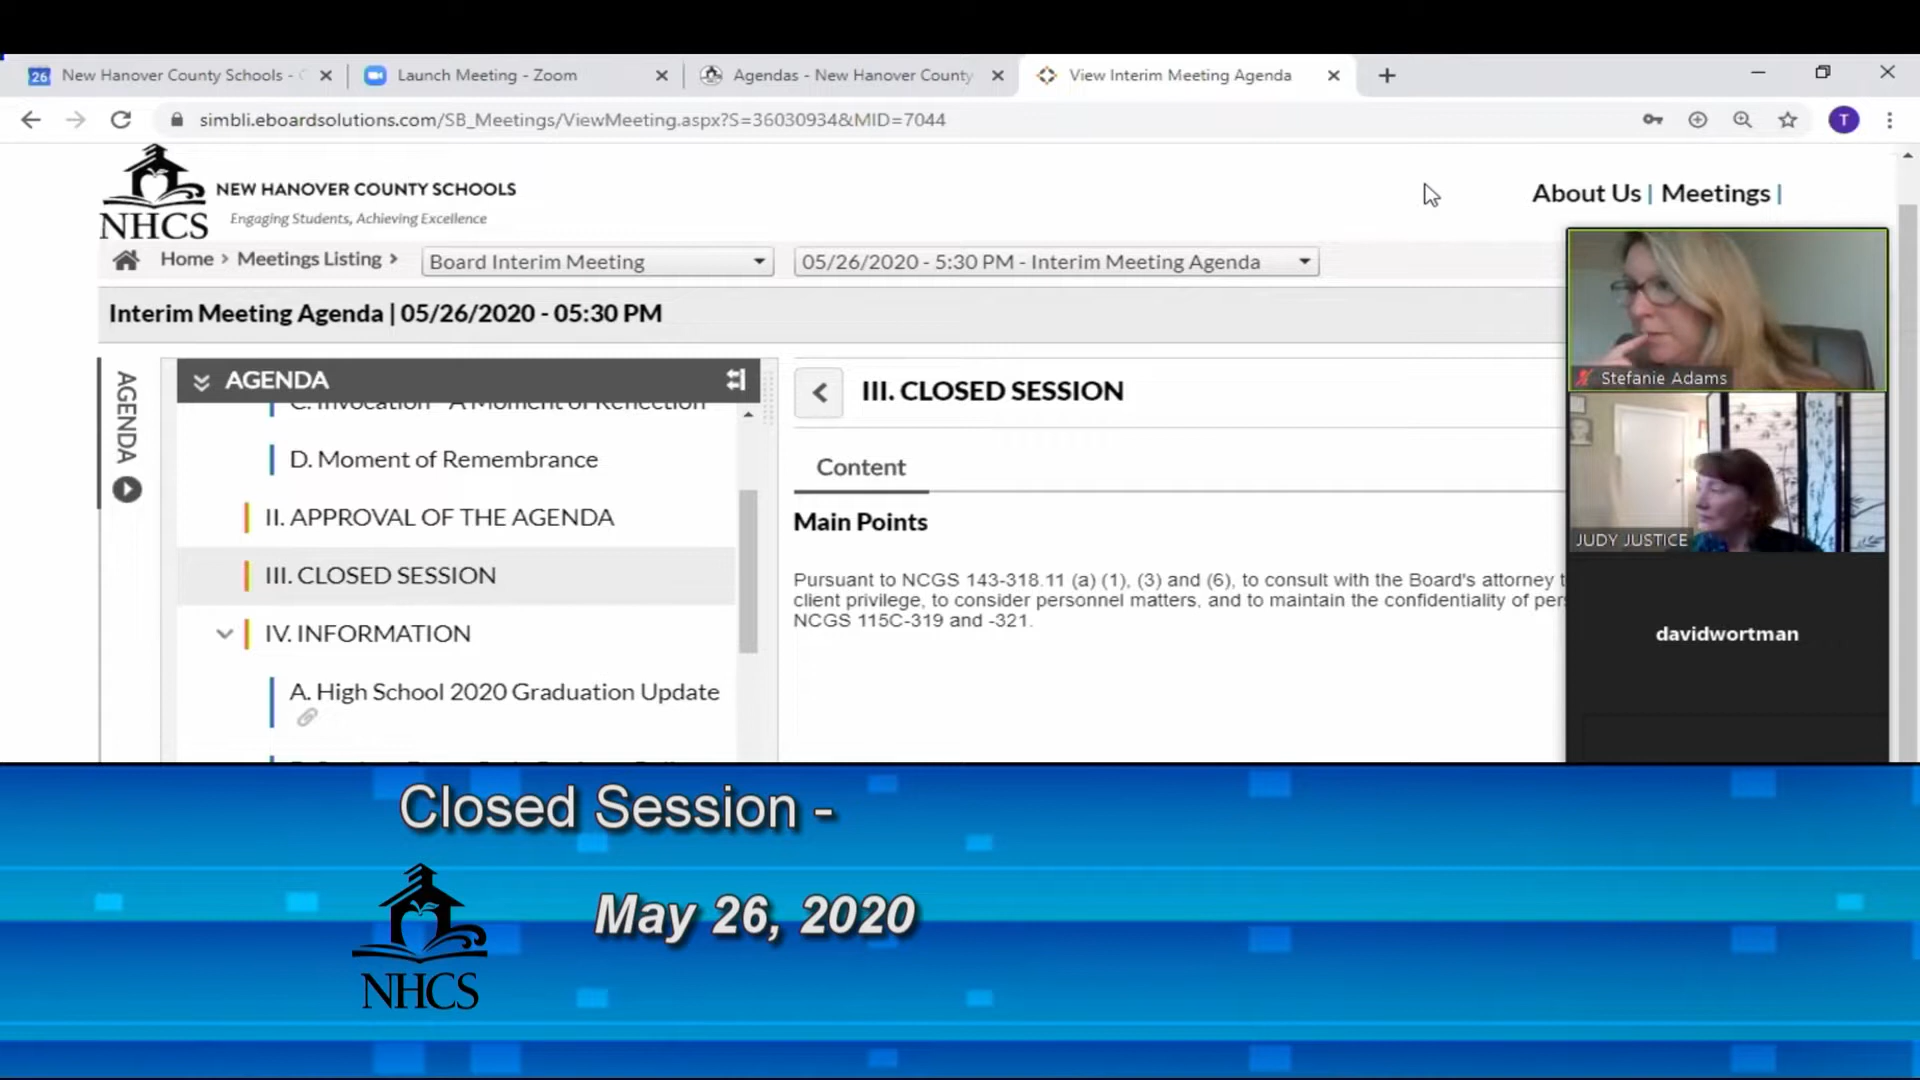 New Hanover County Schools -
Launch Meeting - Zoom
Agendas - New Hanover County
View Interim Meeting Agenda
simbli.eboardsolutions.com/SB_Meetings/ViewMeeting.aspx?S=36030934&MID=7044
T
NHCS
NEW HANOVER COUNTY SCHOOLS
Engaging Students, Achieving Excellence
About Us | Meetings |
Home > Meetings Listing >
Board Interim Meeting
05/26/2020 - 5:30 PM - Interim Meeting Agenda
Interim Meeting Agenda | 05/26/2020 - 05:30 PM
AGENDA
AGENDA
C. Invocation - A Moment of Reflection
D. Moment of Remembrance
II. APPROVAL OF THE AGENDA
III. CLOSED SESSION
IV. INFORMATION
A. High School 2020 Graduation Update
III. CLOSED SESSION
Content
Main Points
Pursuant to NCGS 143-318.11 (a) (1), (3) and (6), to consult with the Board's attorney
client privilege, to consider personnel matters, and to maintain the confidentiality of
NCGS 115C-319 and -321.
Stefanie Adams
JUDY JUSTICE
davidwortman
Closed Session -
May 26, 2020
NHCS